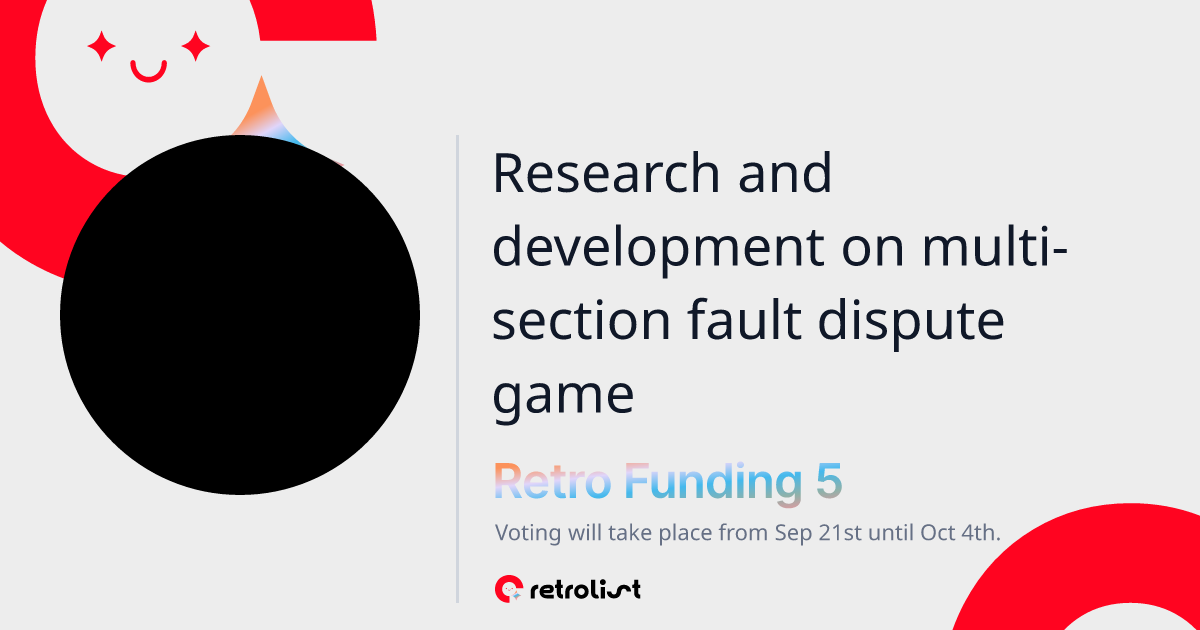 Research and
development on multi-
section fault dispute
game
Retro Funding 5
Voting will take place from Sep 21st until Oct 4th.
retrolist